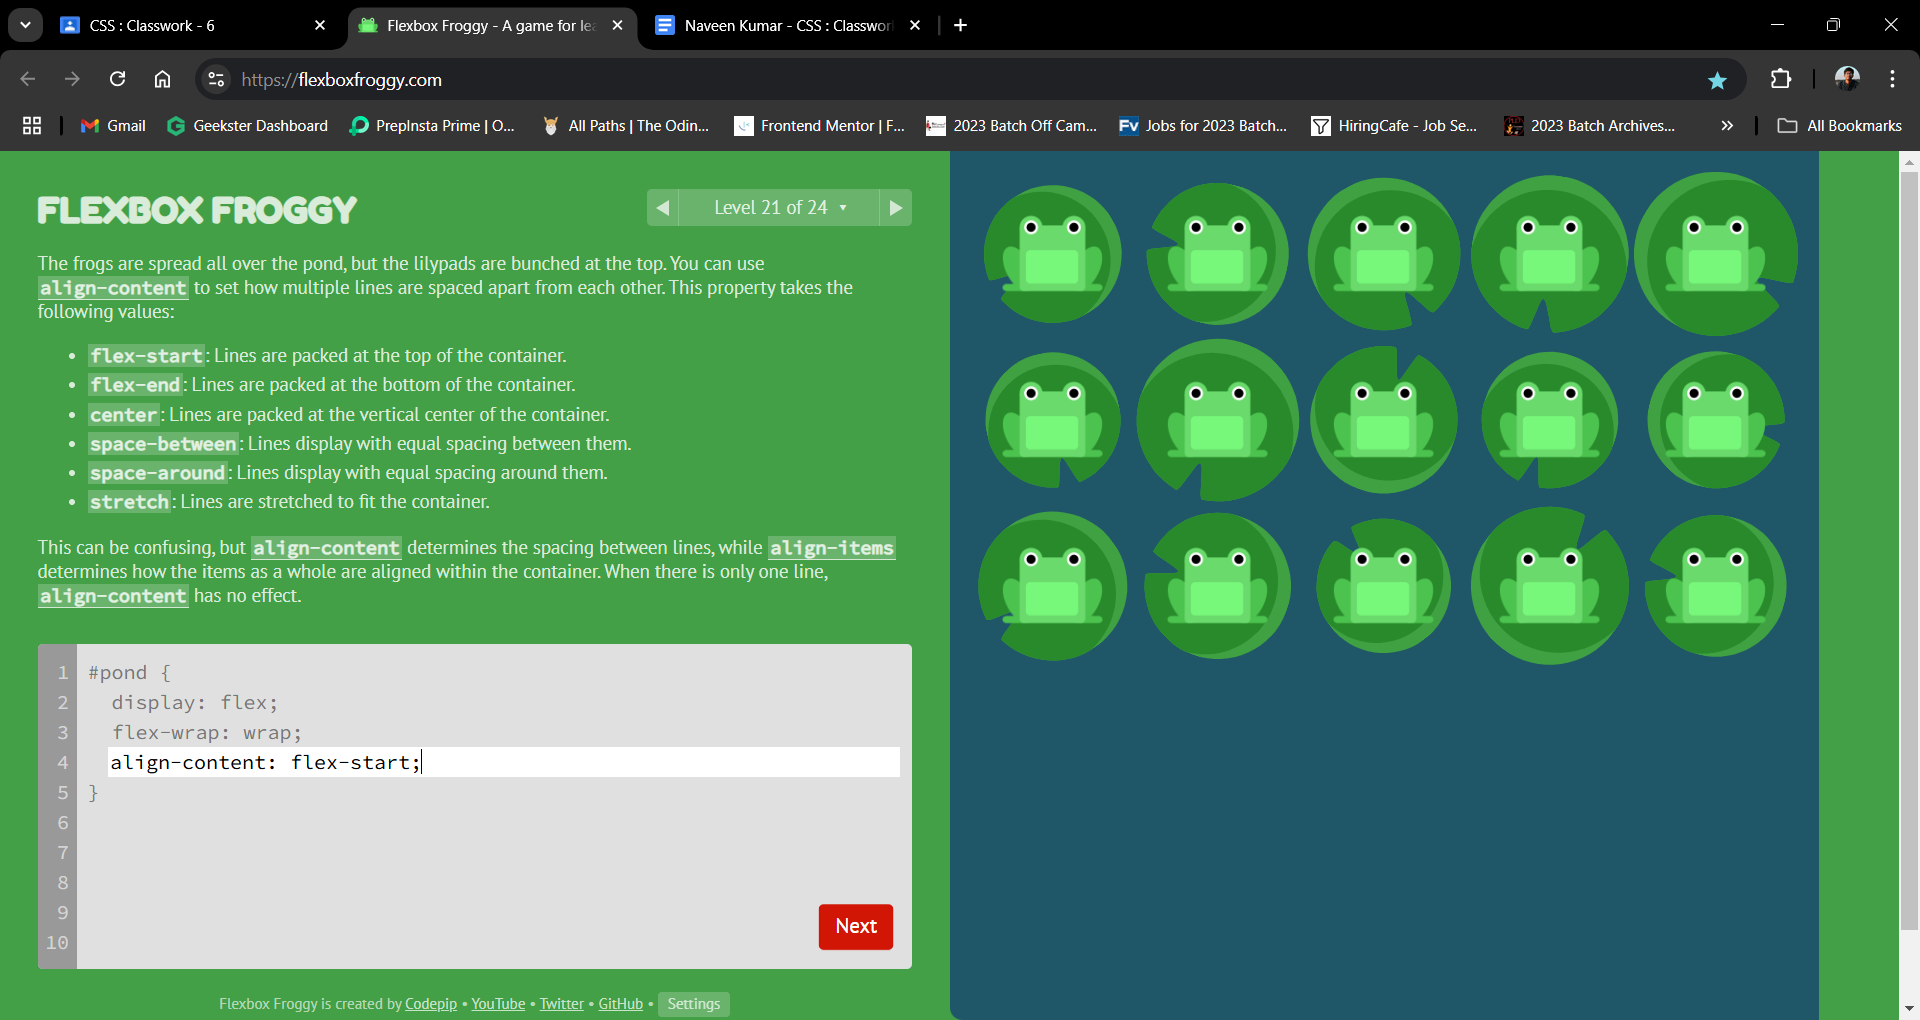 CSS : Classwork - 6
Flexbox Froggy - A game for lea
Naveen Kumar - CSS : Classwor
https://flexboxfroggy.com
Gmail
Geekster Dashboard
PrepInsta Prime | O...
All Paths | The Odin...
Frontend Mentor | F...
2023 Batch Off Cam...
Fv Jobs for 2023 Batch...
HiringCafe - Job Se...
2023 Batch Archives...
All Bookmarks
FLEXBOX FROGGY
Level 21 of 24
The frogs are spread all over the pond, but the lilypads are bunched at the top. You can use
align-content to set how multiple lines are spaced apart from each other. This property takes the
following values:
• flex-start: Lines are packed at the top of the container.
• flex-end: Lines are packed at the bottom of the container.
• center: Lines are packed at the vertical center of the container.
• space-between: Lines display with equal spacing between them.
• space-around: Lines display with equal spacing around them.
• stretch: Lines are stretched to fit the container.
This can be confusing, but align-content determines the spacing between lines, while align-items
determines how the items as a whole are aligned within the container. When there is only one line,
align-content has no effect.
1 #pond {
2 display: flex;
3 flex-wrap: wrap;
4 align-content: flex-start;
5 }
6
7
8
9
10
Next
Flexbox Froggy is created by Codepip • YouTube • Twitter • GitHub • Settings